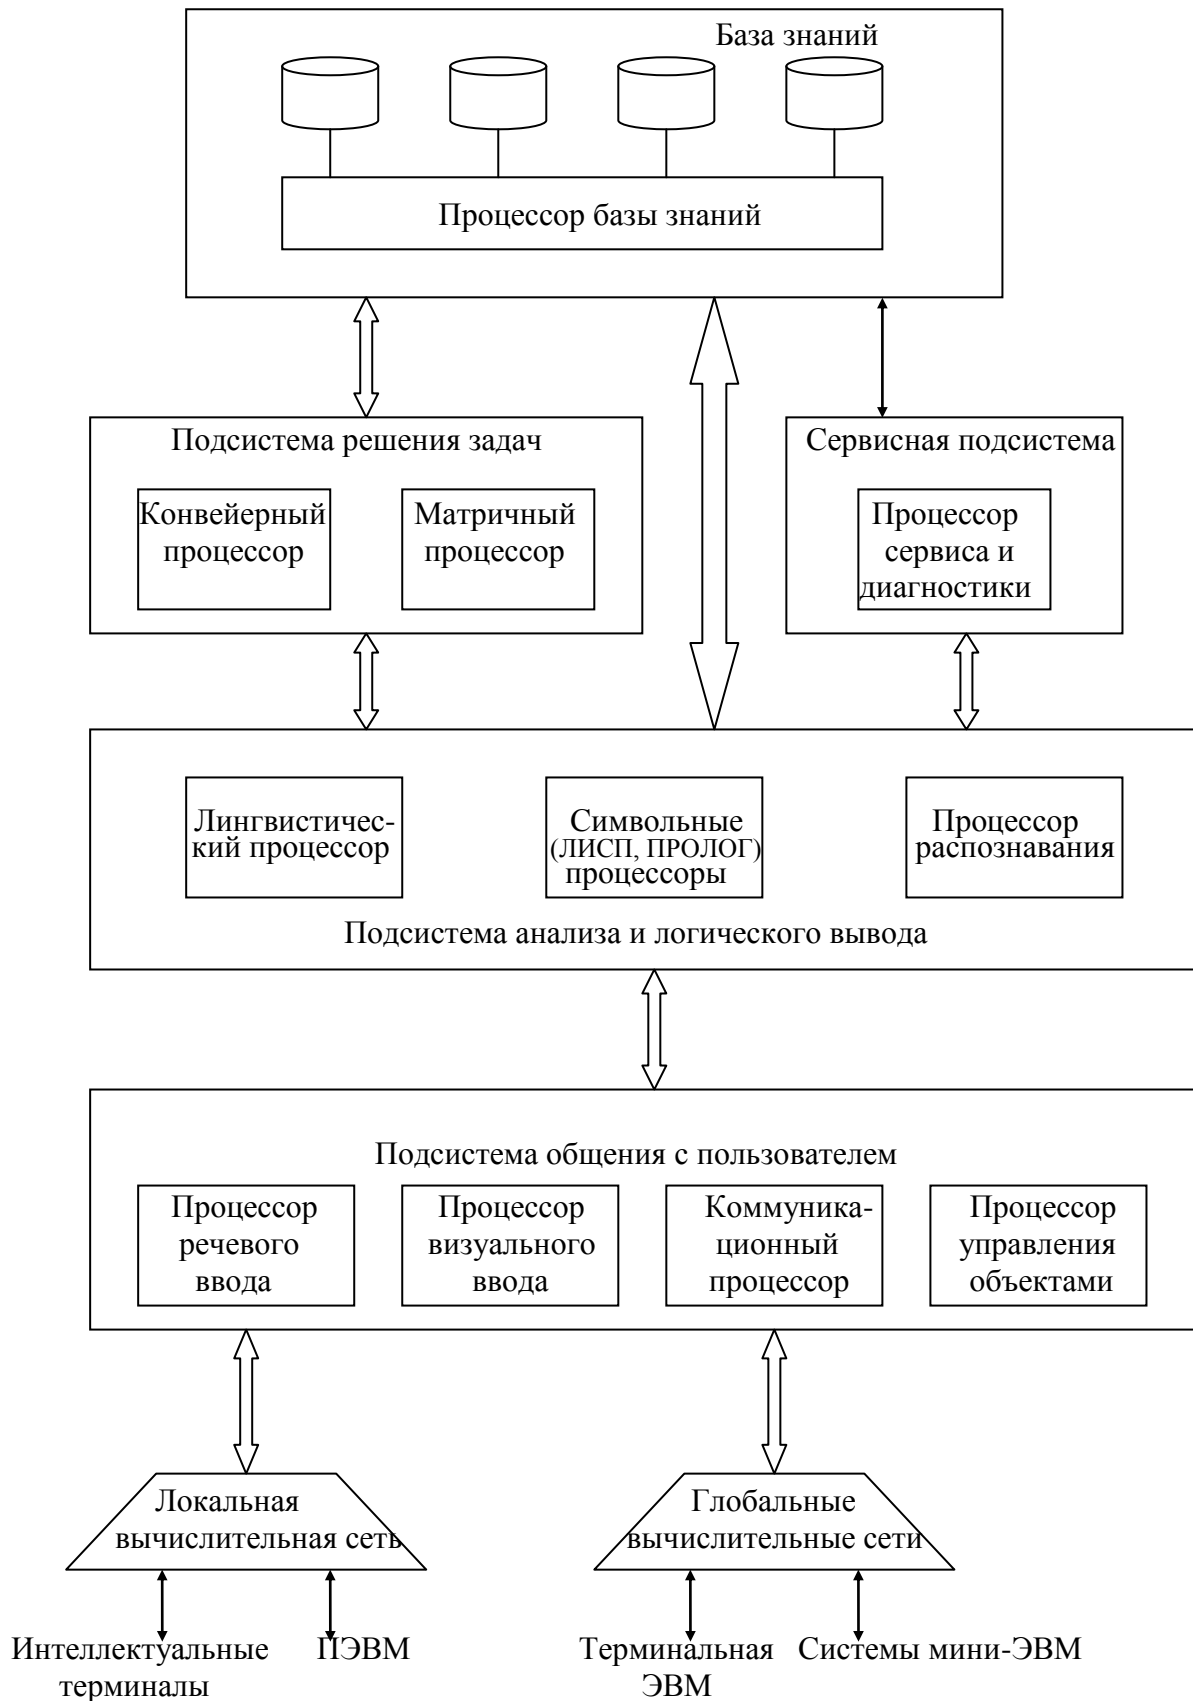 База знаний
Процессор базы знаний
Подсистема решения задач
Сервисная подсистема
Конвейерный
процессор
Матричный
процессор
Процессор
сервиса и
диагностики
Лингвистичес-
кий процессор
Символьные
(ЛИСП, ПРОЛОГ)
процессоры
Процессор
распознавания
Подсистема анализа и логического вывода
Подсистема общения с пользователем
Процессор
речевого
ввода
Процессор
визуального
ввода
Коммуника-
ционный
процессор
Процессор
управления
объектами
Локальная
вычислительная сеть
Глобальные
вычислительные сети
Интеллектуальные
терминалы
ПЭВМ
Терминальная
ЭВМ
Системы мини-ЭВМ